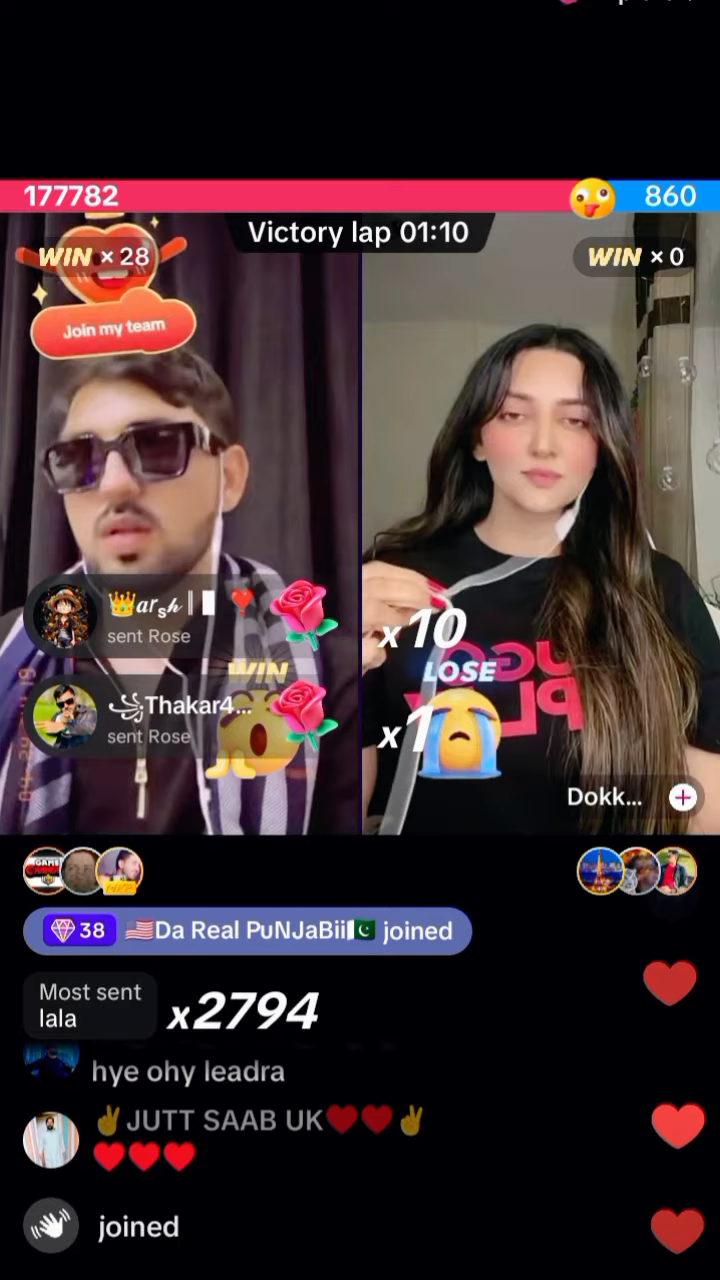 177782
860
Victory lap 01:10
WIN × 28
WIN × 0
Join my team
👑arₛh║▌❣️
sent Rose
x10
WIN
LOSE
꧁Thakar4...
sent Rose
x1
Dokk...
38 🇺🇸Da Real PuNJaBii🇵🇰 joined
Most sent
lala
x2794
hye ohy leadra
✌️JUTT SAAB UK❤️❤️✌️
❤️❤️❤️
joined